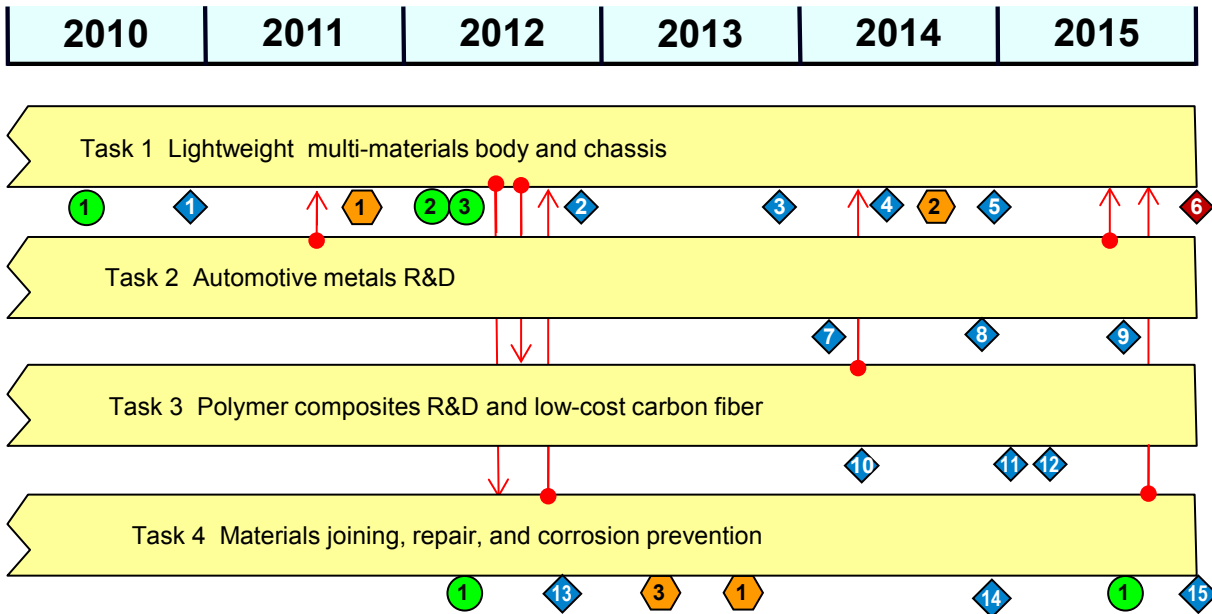 2010 2011 2012 2013 2014 2015
Task 1 Lightweight multi-materials body and chassis
1 1 1 2 3 2 3 4 2 5 6
Task 2 Automotive metals R&D
7 8 9
Task 3 Polymer composites R&D and low-cost carbon fiber
10 11 12
Task 4 Materials joining, repair, and corrosion prevention
1 13 3 1 14 1 15